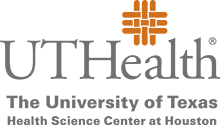 UTHealth®
The University of Texas
Health Science Center at Houston